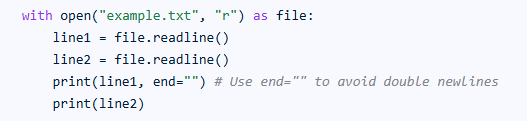 with open("example.txt", "r") as file:
    line1 = file.readline()
    line2 = file.readline()
    print(line1, end="") # Use end="" to avoid double newlines
    print(line2)